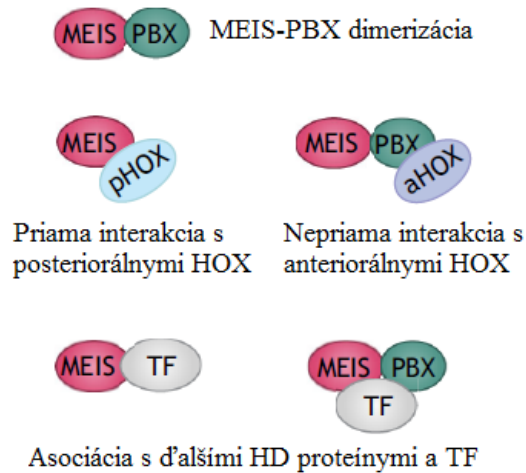 MEIS PBX MEIS-PBX dimerizácia
MEIS pHOX
MEIS PBX aHOX
Priama interakcia s
posteriorálnymi HOX
Nepriama interakcia s
anteriorálnymi HOX
MEIS TF
MEIS PBX
TF
Asociácia s ďalšími HD proteínymi a TF